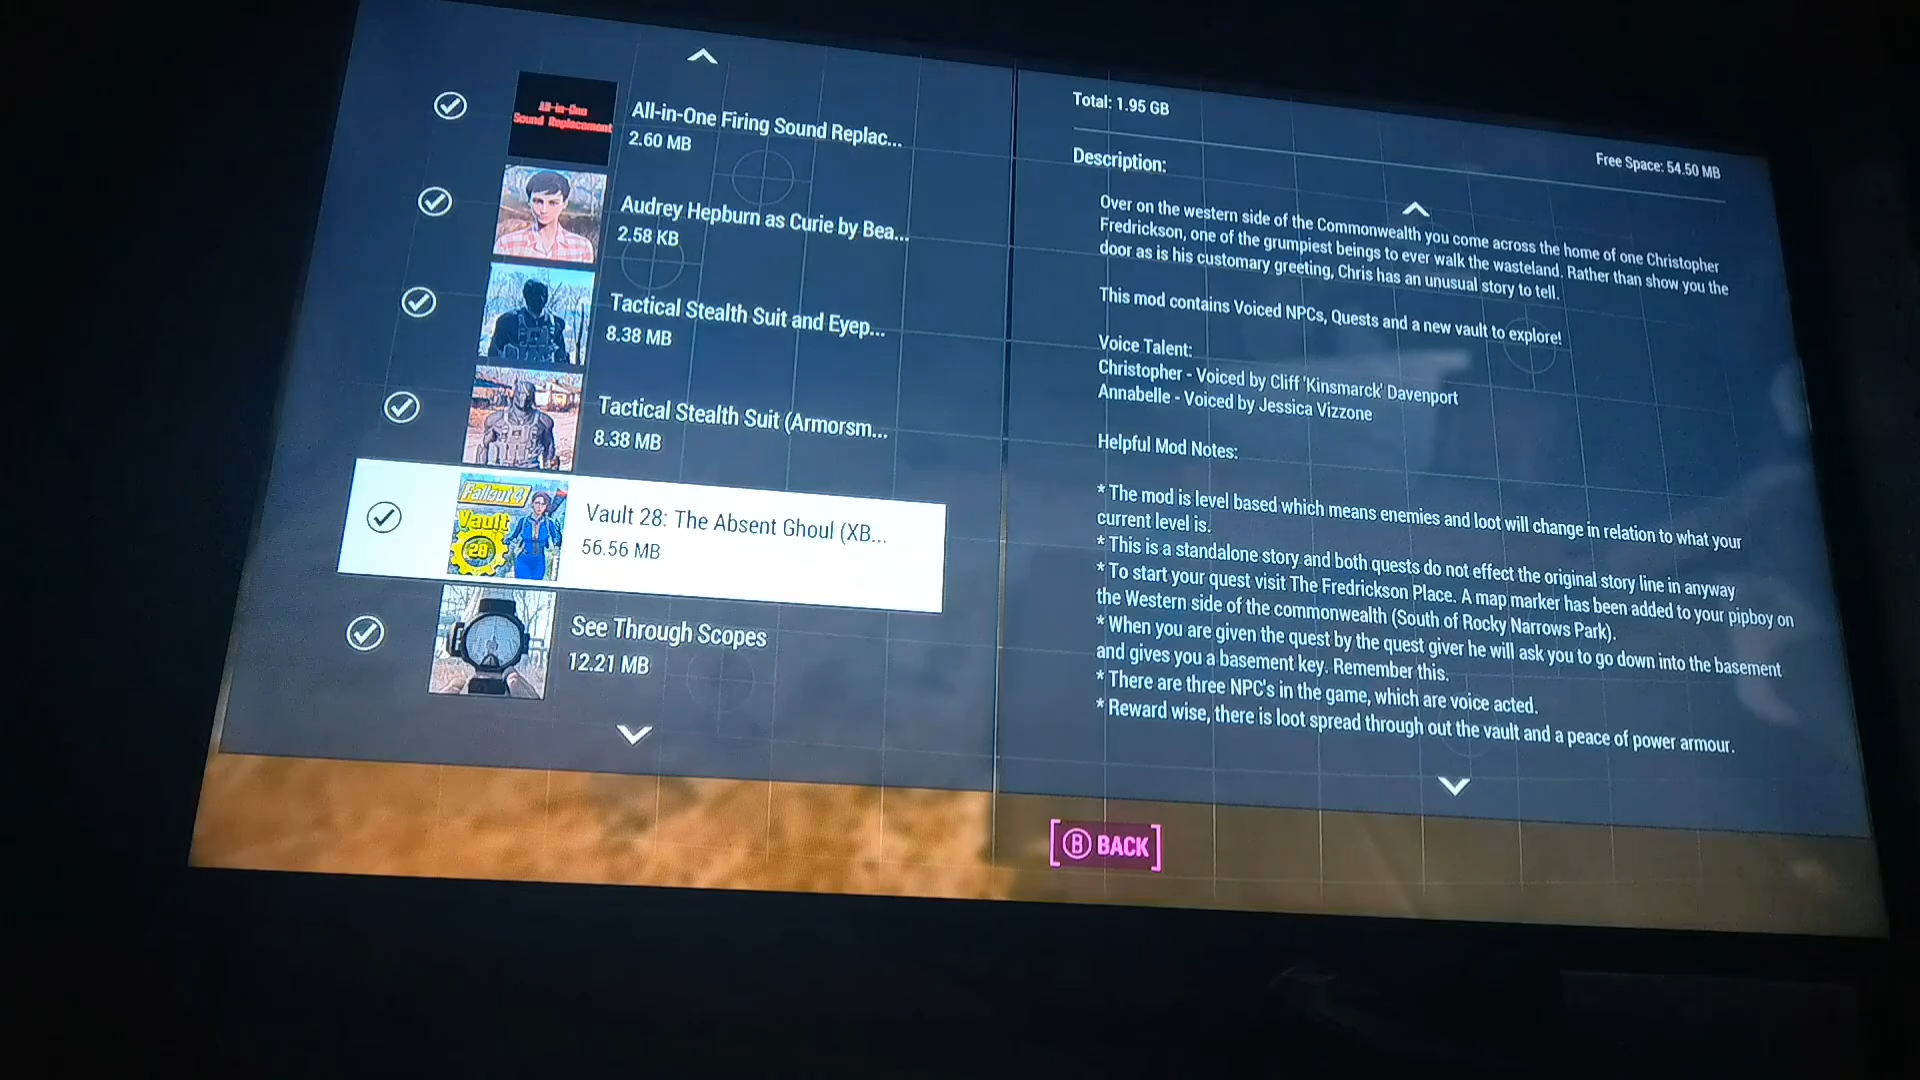 All-in-One
Sound Replacement
All-in-One Firing Sound Replac...
2.60 MB
Audrey Hepburn as Curie by Bea...
2.58 KB
Tactical Stealth Suit and Eyep...
8.38 MB
Tactical Stealth Suit (Armorsm...
8.38 MB
Fallout 4
Vault
28
Vault 28: The Absent Ghoul (XB...
56.56 MB
See Through Scopes
12.21 MB
Total: 1.95 GB
Free Space: 54.50 MB
Description:
Over on the western side of the Commonwealth you come across the home of one Christopher
Fredrickson, one of the grumpiest beings to ever walk the wasteland. Rather than show you the
door as is his customary greeting, Chris has an unusual story to tell.
This mod contains Voiced NPCs, Quests and a new vault to explore!
Voice Talent:
Christopher - Voiced by Cliff 'Kinsmarck' Davenport
Annabelle - Voiced by Jessica Vizzone
Helpful Mod Notes:
* The mod is level based which means enemies and loot will change in relation to what your
current level is.
* This is a standalone story and both quests do not effect the original story line in anyway
* To start your quest visit The Fredrickson Place. A map marker has been added to your pipboy on
the Western side of the commonwealth (South of Rocky Narrows Park).
* When you are given the quest by the quest giver he will ask you to go down into the basement
and gives you a basement key. Remember this.
* There are three NPC's in the game, which are voice acted.
* Reward wise, there is loot spread through out the vault and a peace of power armour.
[Ⓑ BACK]